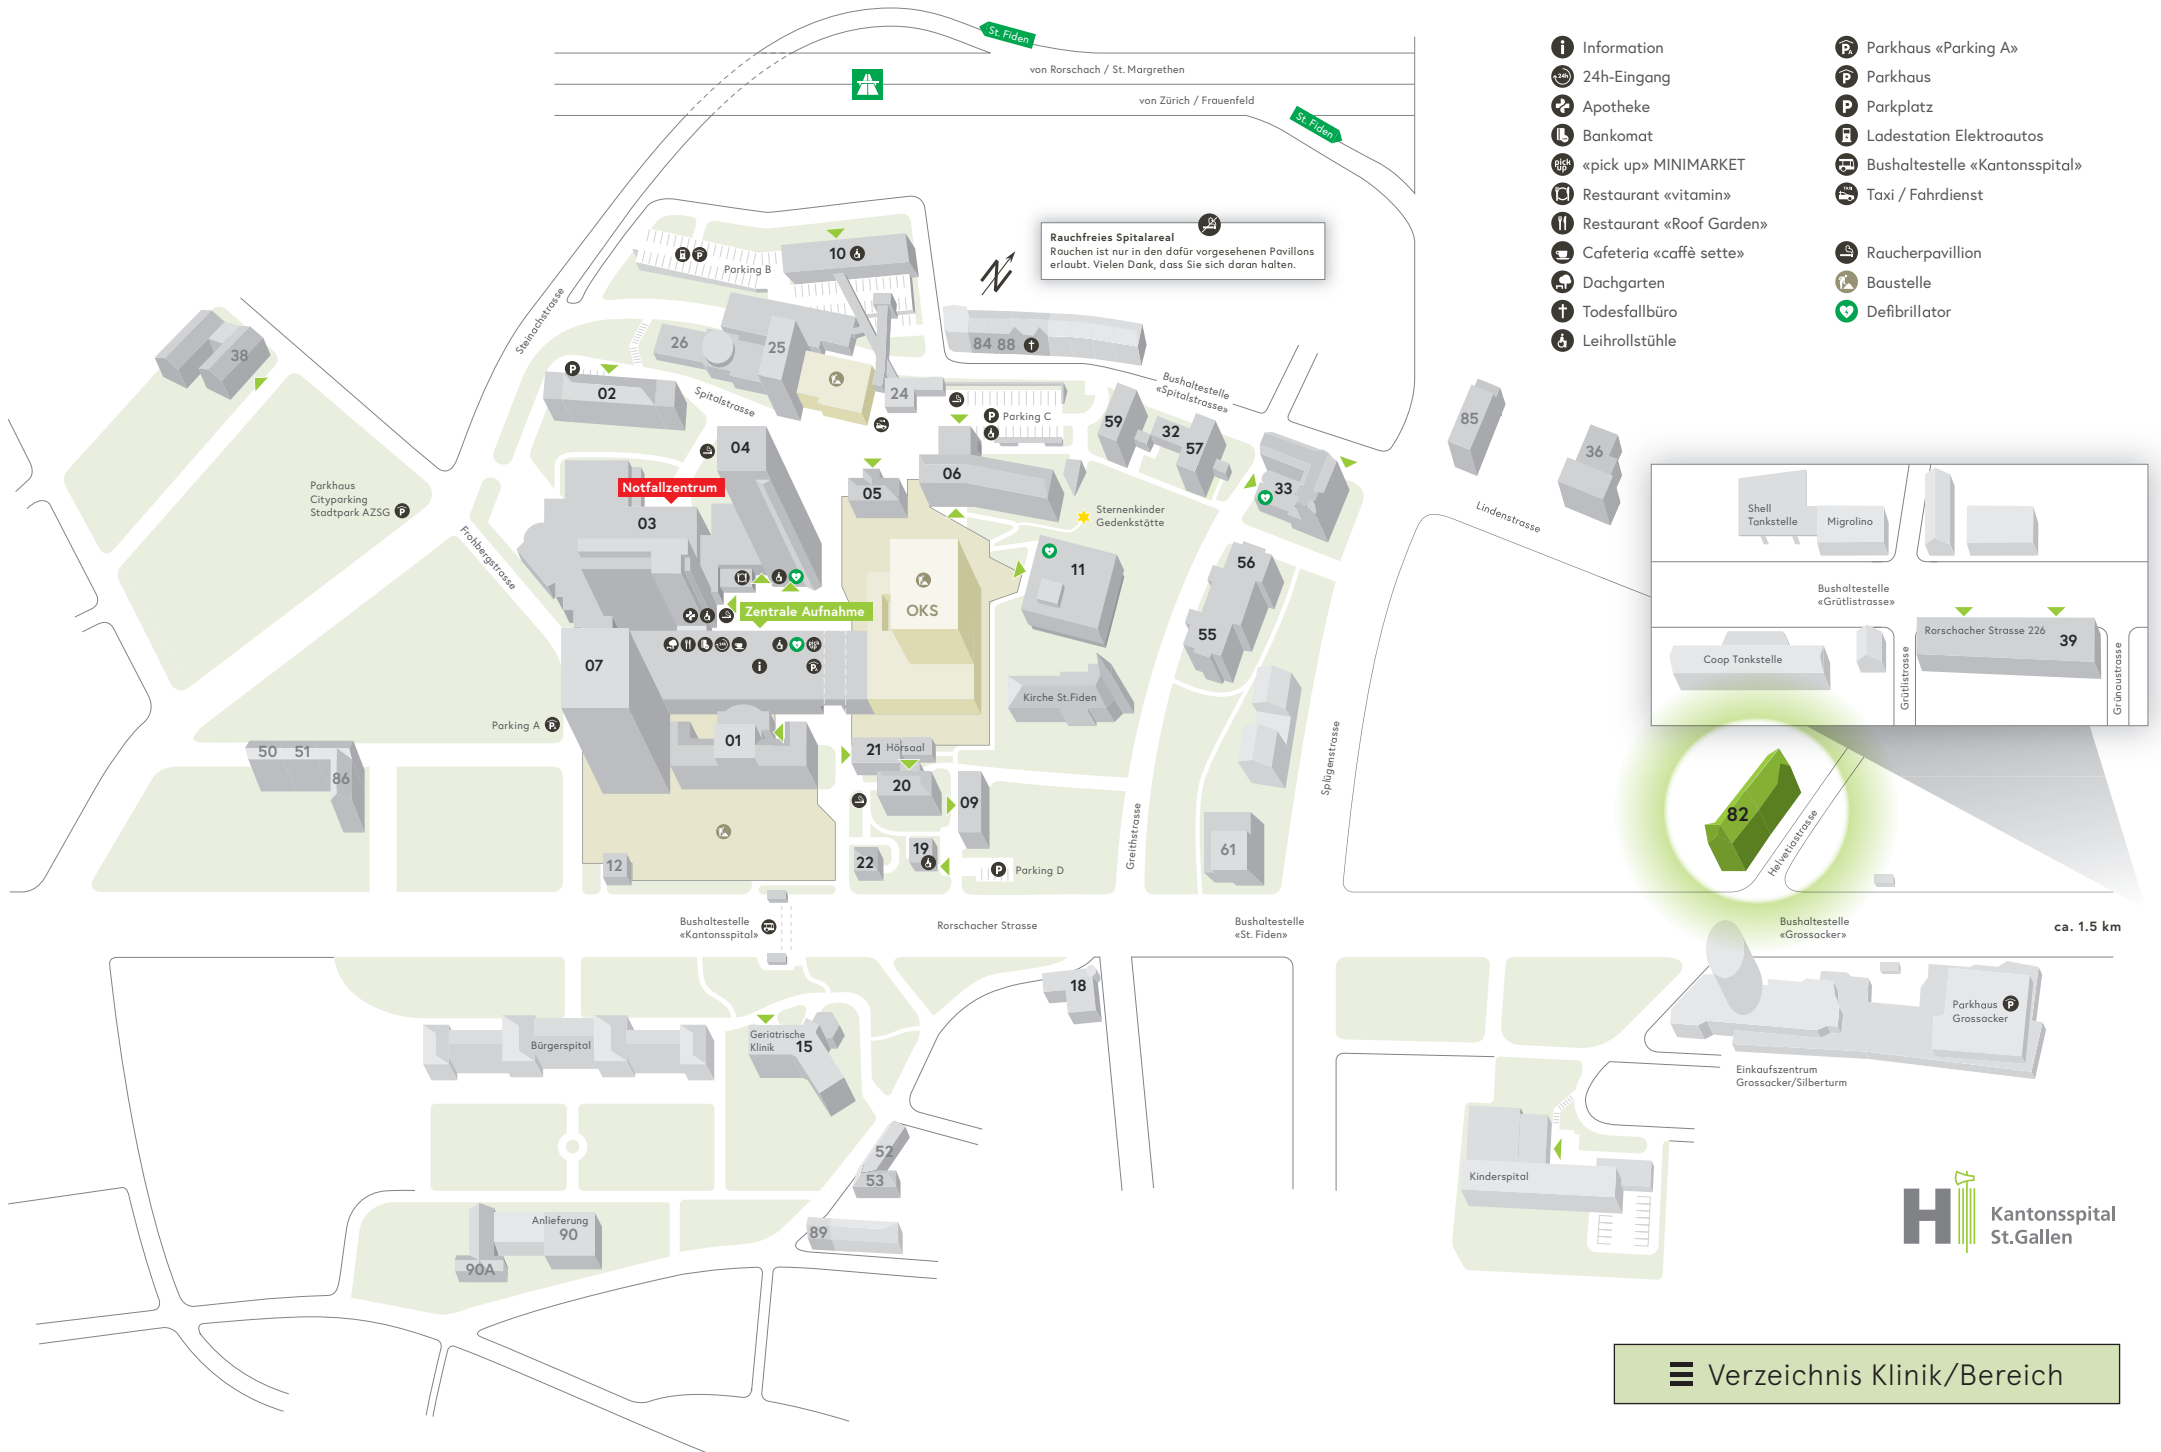 St. Fiden
von Rorschach / St. Margrethen
von Zürich / Frauenfeld
St. Fiden
Information
24h-Eingang
Apotheke
Bankomat
«pick up» MINIMARKET
Restaurant «vitamin»
Restaurant «Roof Garden»
Cafeteria «caffè sette»
Dachgarten
Todesfallbüro
Leihrollstühle
Parkhaus «Parking A»
Parkhaus
Parkplatz
Ladestation Elektroautos
Bushaltestelle «Kantonsspital»
Taxi / Fahrdienst
Raucherpavillion
Baustelle
Defibrillator
Rauchfreies Spitalareal
Rauchen ist nur in den dafür vorgesehenen Pavillons
erlaubt. Vielen Dank, dass Sie sich daran halten.
N
Parking B
10
Steinachstrasse
38
26
25
84 88
02
Spitalstrasse
24
Bushaltestelle
«Spitalstrasse»
Parking C
59
32
57
85
36
04
06
05
33
Parkhaus
Cityparking
Stadtpark AZSG
Notfallzentrum
03
Sternenkinder
Gedenkstätte
Lindenstrasse
Frohbergstrasse
11
56
OKS
Zentrale Aufnahme
55
07
Kirche St.Fiden
Parking A
01
21 Hörsaal
20
09
50 51
86
Splügenstrasse
Greithstrasse
12
22
19
Parking D
61
Shell
Tankstelle
Migrolino
Bushaltestelle
«Grütlistrasse»
Rorschacher Strasse 226
39
Coop Tankstelle
Grütlistrasse
Grünaustrasse
82
Helvetiastrasse
Bushaltestelle
«Kantonsspital»
Rorschacher Strasse
Bushaltestelle
«St. Fiden»
Bushaltestelle
«Grossacker»
ca. 1.5 km
18
Bürgerspital
Geriatrische
Klinik
15
Parkhaus
Grossacker
Einkaufszentrum
Grossacker/Silberturm
52
53
Kinderspital
Anlieferung
90
90A
89
H
Kantonsspital
St.Gallen
Verzeichnis Klinik/Bereich